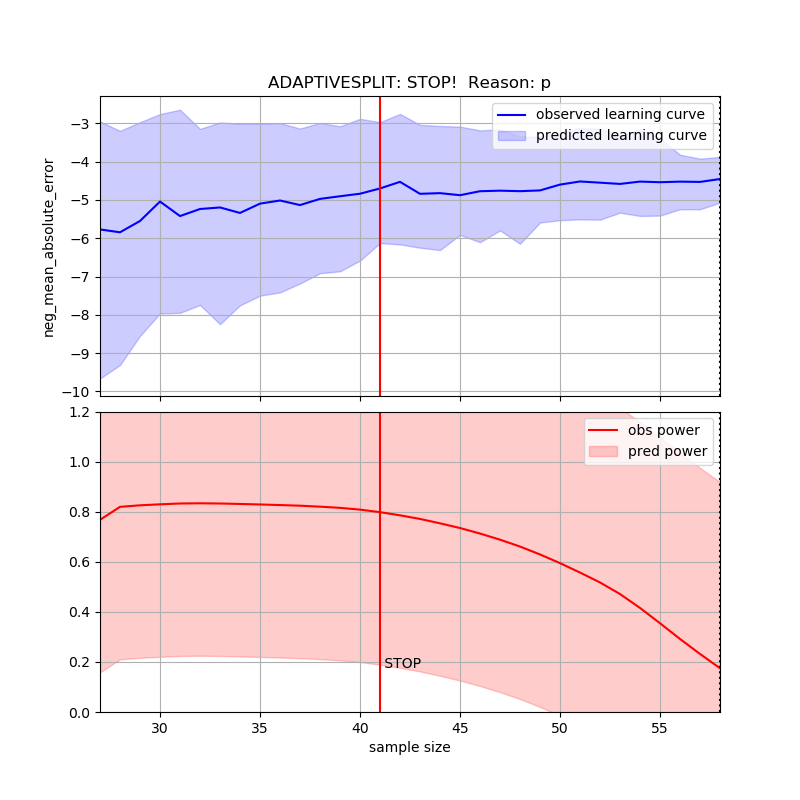 ADAPTIVESPLIT: STOP!  Reason: p
observed learning curve
predicted learning curve
neg_mean_absolute_error
−3
−4
−5
−6
−7
−8
−9
−10
obs power
pred power
1.2
1.0
0.8
0.6
0.4
0.2
0.0
STOP
30 35 40 45 50 55
sample size